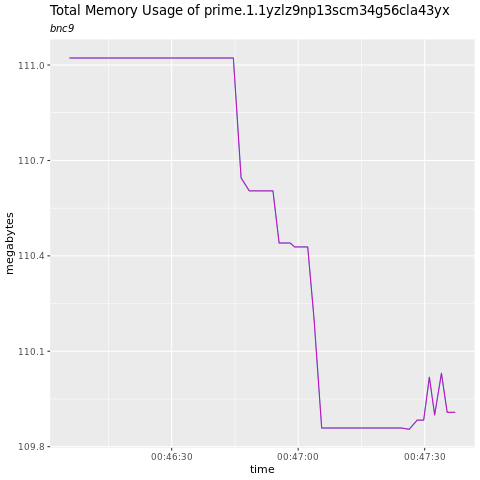 Total Memory Usage of prime.1.1yzlz9np13scm34g56cla43yx
bnc9
megabytes
111.0
110.7
110.4
110.1
109.8
00:46:30
00:47:00
00:47:30
time